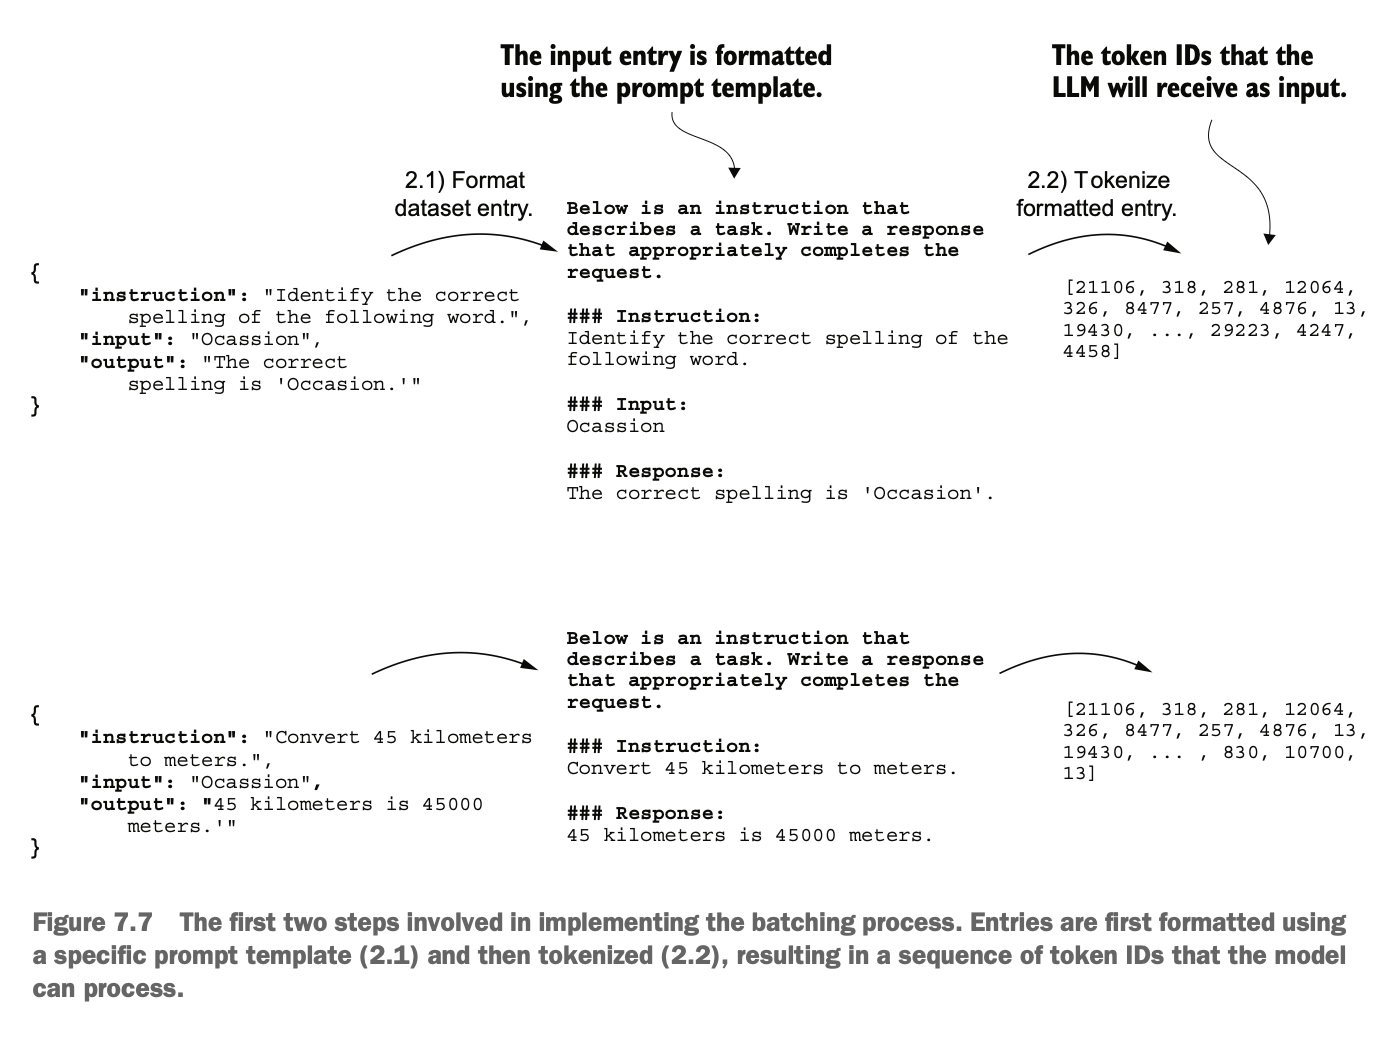 The input entry is formatted
using the prompt template.
The token IDs that the
LLM will receive as input.
2.1) Format
dataset entry.
2.2) Tokenize
formatted entry.
{
"instruction": "Identify the correct
spelling of the following word.",
"input": "Ocassion",
"output": "The correct
spelling is 'Occasion.'"
}
Below is an instruction that
describes a task. Write a response
that appropriately completes the
request.
### Instruction:
Identify the correct spelling of the
following word.
### Input:
Ocassion
### Response:
The correct spelling is 'Occasion'.
[21106, 318, 281, 12064,
326, 8477, 257, 4876, 13,
19430, ..., 29223, 4247,
4458]
{
"instruction": "Convert 45 kilometers
to meters.",
"input": "Ocassion",
"output": "45 kilometers is 45000
meters.'"
}
Below is an instruction that
describes a task. Write a response
that appropriately completes the
request.
### Instruction:
Convert 45 kilometers to meters.
### Response:
45 kilometers is 45000 meters.
[21106, 318, 281, 12064,
326, 8477, 257, 4876, 13,
19430, ... , 830, 10700,
13]
Figure 7.7 The first two steps involved in implementing the batching process. Entries are first formatted using
a specific prompt template (2.1) and then tokenized (2.2), resulting in a sequence of token IDs that the model
can process.